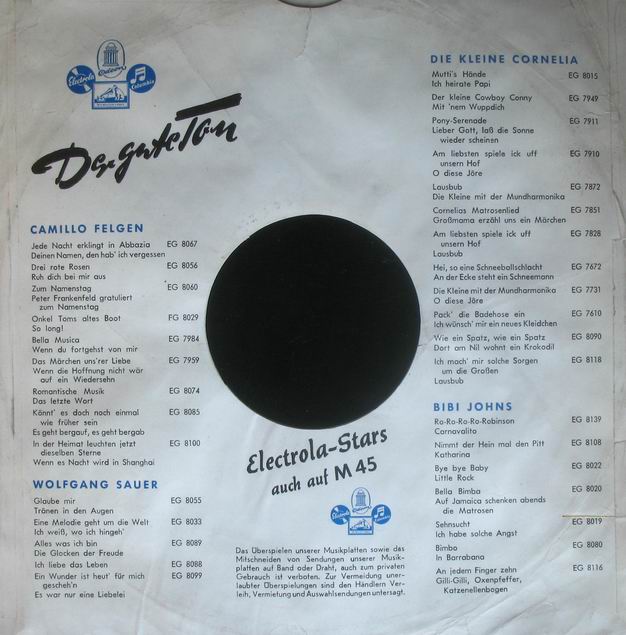 Electrola
Odeon
Columbia
Der gute Ton
CAMILLO FELGEN
Jede Nacht erklingt in Abbazia EG 8067
Deinen Namen, den hab' ich vergessen
Drei rote Rosen EG 8056
Ruh dich bei mir aus
Zum Namenstag EG 8060
Peter Frankenfeld gratuliert
zum Namenstag
Onkel Toms altes Boot EG 8029
So long!
Bella Musica EG 7984
Wenn du fortgehst von mir
Das Märchen uns'rer Liebe EG 7959
Wenn die Hoffnung nicht wär
auf ein Wiedersehn
Romantische Musik EG 8074
Das letzte Wort
Könnt' es doch noch einmal EG 8085
wie früher sein
Es geht bergauf, es geht bergab
In der Heimat leuchten jetzt EG 8100
dieselben Sterne
Wenn es Nacht wird in Shanghai
WOLFGANG SAUER
Glaube mir EG 8055
Tränen in den Augen
Eine Melodie geht um die Welt EG 8033
Ich weiß, wo ich hingeh'
Alles was ich bin EG 8089
Die Glocken der Freude
Ich liebe das Leben EG 8088
Ein Wunder ist heut' für mich EG 8099
gescheh'n
Es war nur eine Liebelei
Electrola-Stars
auch auf M 45
Das Überspielen unserer Musikplatten sowie das
Mitschneiden von Sendungen unserer Musik-
platten auf Band oder Draht, auch zum privaten
Gebrauch ist verboten. Zur Vermeidung uner-
laubter Überspielungen sind den Händlern Ver-
leih, Vermietung und Auswahlsendungen untersagt.
DIE KLEINE CORNELIA
Mutti's Hände EG 8015
Ich heirate Papi
Der kleine Cowboy Conny EG 7949
Mit 'nem Wuppdich
Pony-Serenade EG 7911
Lieber Gott, laß die Sonne
wieder scheinen
Am liebsten spiele ick uff EG 7910
unsern Hof
O diese Jöre
Lausbub EG 7872
Die Kleine mit der Mundharmonika
Cornelias Matrosenlied EG 7851
Großmama erzähl uns ein Märchen
Am liebsten spiele ick uff EG 7828
unsern Hof
Lausbub
Hei, so eine Schneeballschlacht EG 7672
An der Ecke steht ein Schneemann
Die Kleine mit der Mundharmonika EG 7731
O diese Jöre
Pack' die Badehose ein EG 7610
Ich wünsch' mir ein neues Kleidchen
Wie ein Spatz, wie ein Spatz EG 8090
Dort am Nil wohnt ein Krokodil
Ich mach' mir solche Sorgen EG 8118
um die Großen
Lausbub
BIBI JOHNS
Ro-Ro-Ro-Ro-Robinson EG 8139
Carnavalito
Nimmt der Hein mal den Pitt EG 8108
Katharina
Bye bye Baby EG 8022
Little Rock
Bella Bimba EG 8020
Auf Jamaica schenken abends
die Matrosen
Sehnsucht EG 8019
Ich habe solche Angst
Bimbo EG 8080
In Barrabana
An jedem Finger zehn EG 8116
Gilli-Gilli, Oxenpfeffer,
Katzenellenbogen